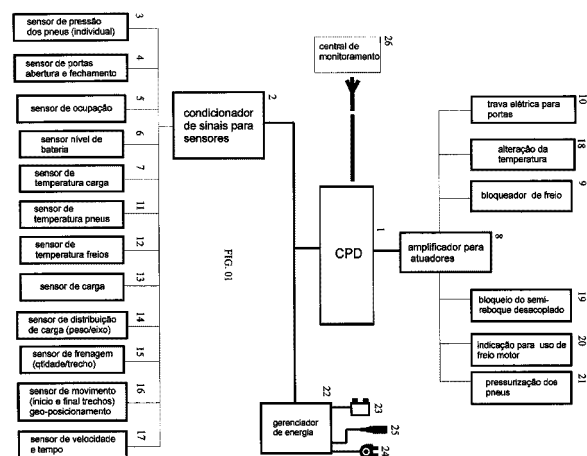 3
sensor de pressão
dos pneus (individual)
4
sensor de portas
abertura e fechamento
5
sensor de ocupação
6
sensor nível de
bateria
7
sensor de
temperatura carga
11
sensor de
temperatura pneus
12
sensor de
temperatura freios
13
sensor de carga
14
sensor de distribuição
de carga (peso/eixo)
15
sensor de frenagem
(qtidade/trecho)
16
sensor de movimento
(início e final trechos)
geo-posicionamento
17
sensor de velocidade
e tempo
2
condicionador
de sinais para
sensores
FIG. 01
26
central de
monitoramento
1
CPD
22
gerenciador
de energia
23
25
24
8
amplificador para
atuadores
10
trava elétrica para
portas
18
alteração da
temperatura
9
bloqueador de freio
19
bloqueio do semi-
reboque desacoplado
20
indicação para uso de
freio motor
21
pressurização dos
pneus